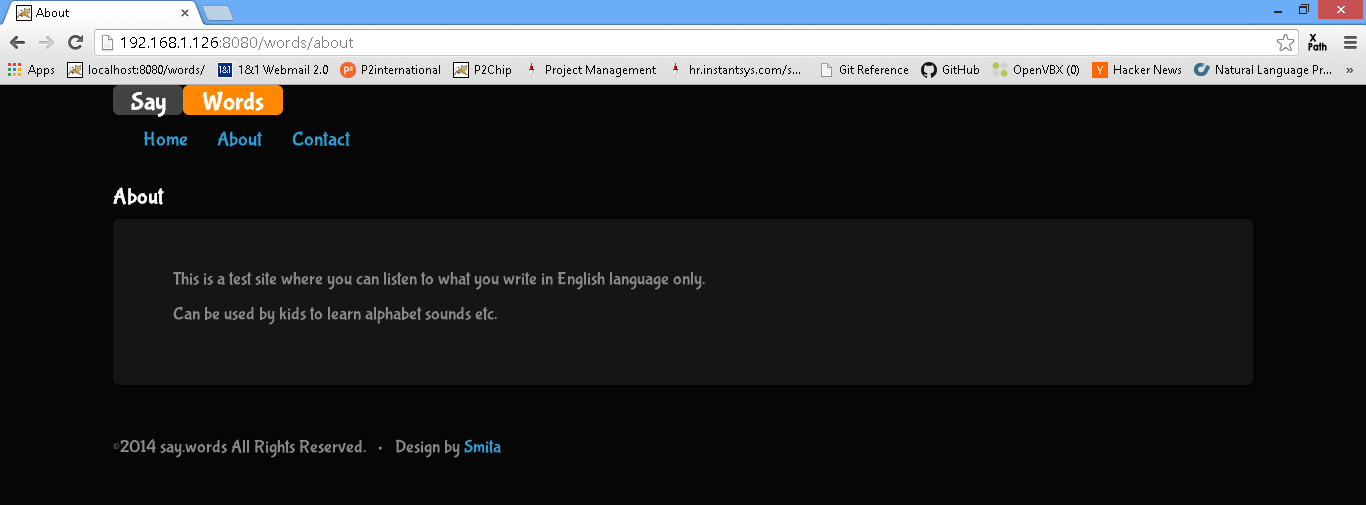 About
192.168.1.126:8080/words/about
X Path
Apps localhost:8080/words/ 1&1 Webmail 2.0 P2international P2Chip Project Management hr.instantsys.com/s... Git Reference GitHub OpenVBX (0) Hacker News Natural Language Pr... »
Say Words
Home About Contact
About
This is a test site where you can listen to what you write in English language only.
Can be used by kids to learn alphabet sounds etc.
©2014 say.words All Rights Reserved. • Design by Smita